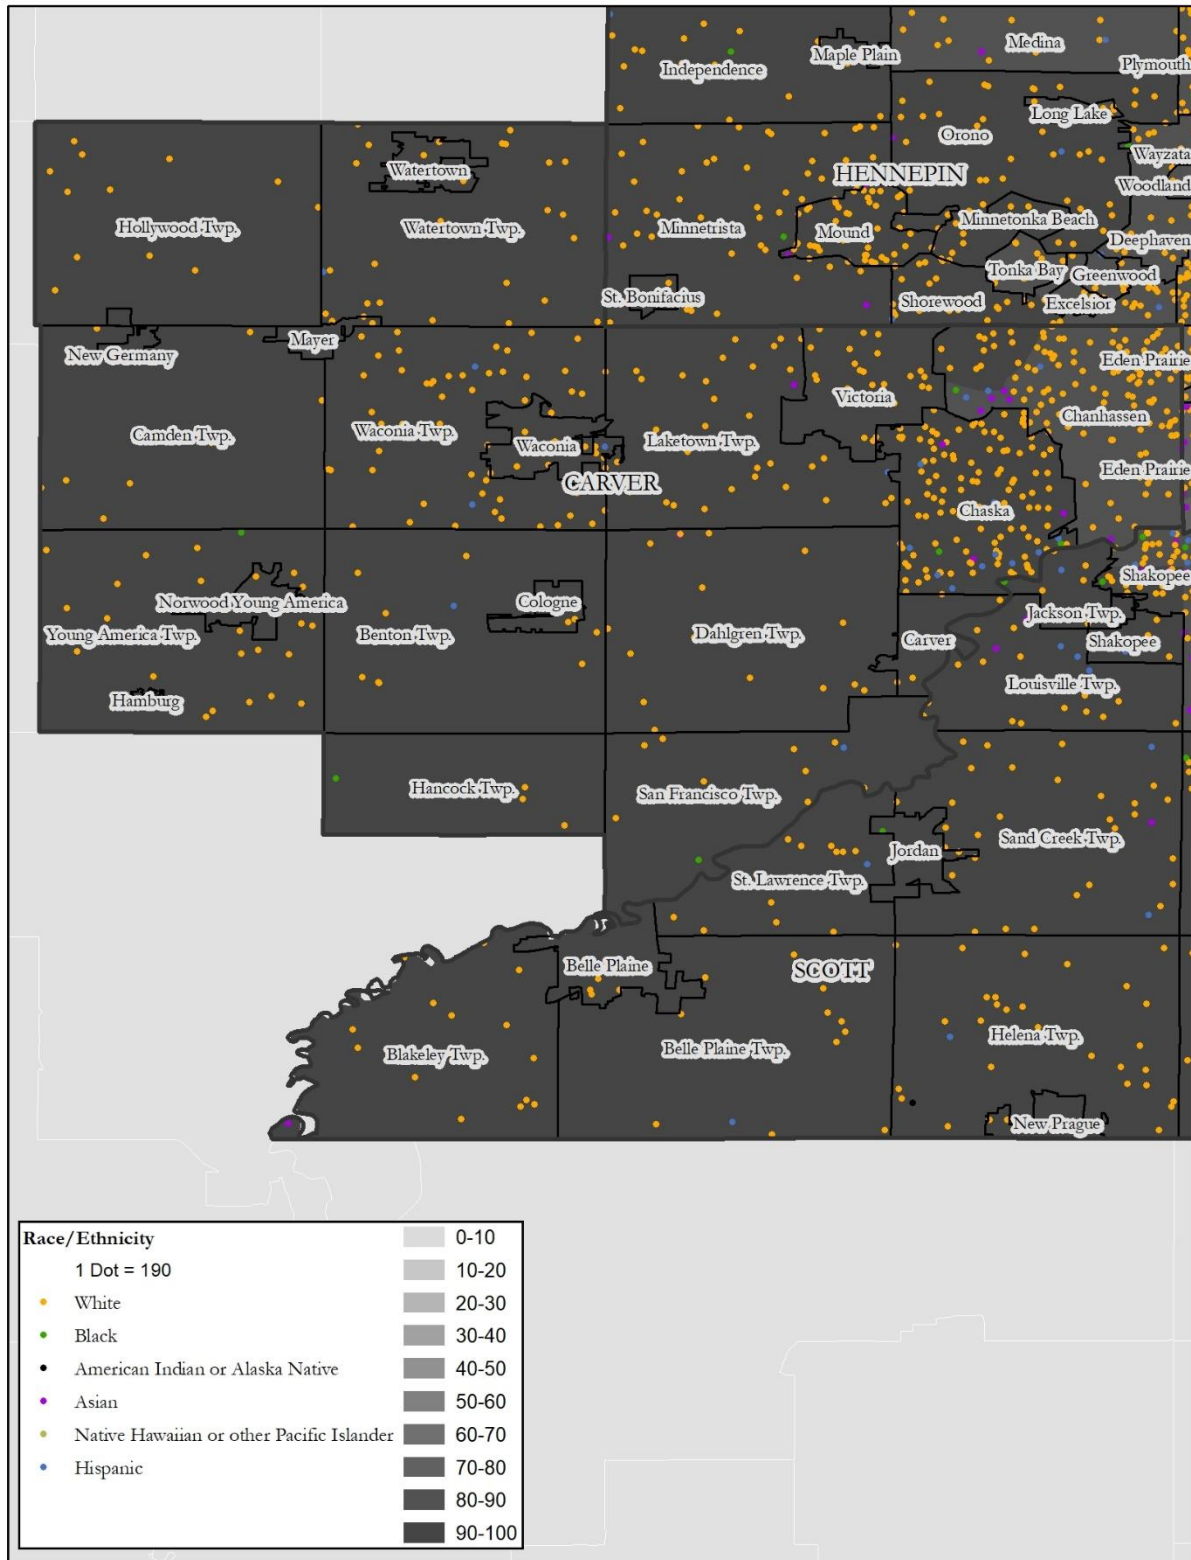 Medina
Maple Plain
Plymouth
Independence
Long Lake
Orono
Wayzata
Watertown
HENNEPIN
Woodland
Minnetonka Beach
Hollywood Twp.
Watertown Twp.
Minnetrista
Mound
Deephaven
Tonka Bay
Greenwood
St. Bonifacius
Shorewood
Excelsior
Mayer
New Germany
Eden Prairie
Victoria
Chanhassen
Camden Twp.
Waconia Twp.
Waconia
Laketown Twp.
Eden Prairie
CARVER
Chaska
Shakopee
Norwood Young America
Cologne
Jackson Twp.
Young America Twp.
Benton Twp.
Dahlgren Twp.
Carver
Shakopee
Louisville Twp.
Hamburg
Hancock Twp.
San Francisco Twp.
Sand Creek Twp.
Jordan
St. Lawrence Twp.
Belle Plaine
SCOTT
Helena Twp.
Blakeley Twp.
Belle Plaine Twp.
New Prague
Race/Ethnicity
1 Dot = 190
White
Black
American Indian or Alaska Native
Asian
Native Hawaiian or other Pacific Islander
Hispanic
0-10
10-20
20-30
30-40
40-50
50-60
60-70
70-80
80-90
90-100